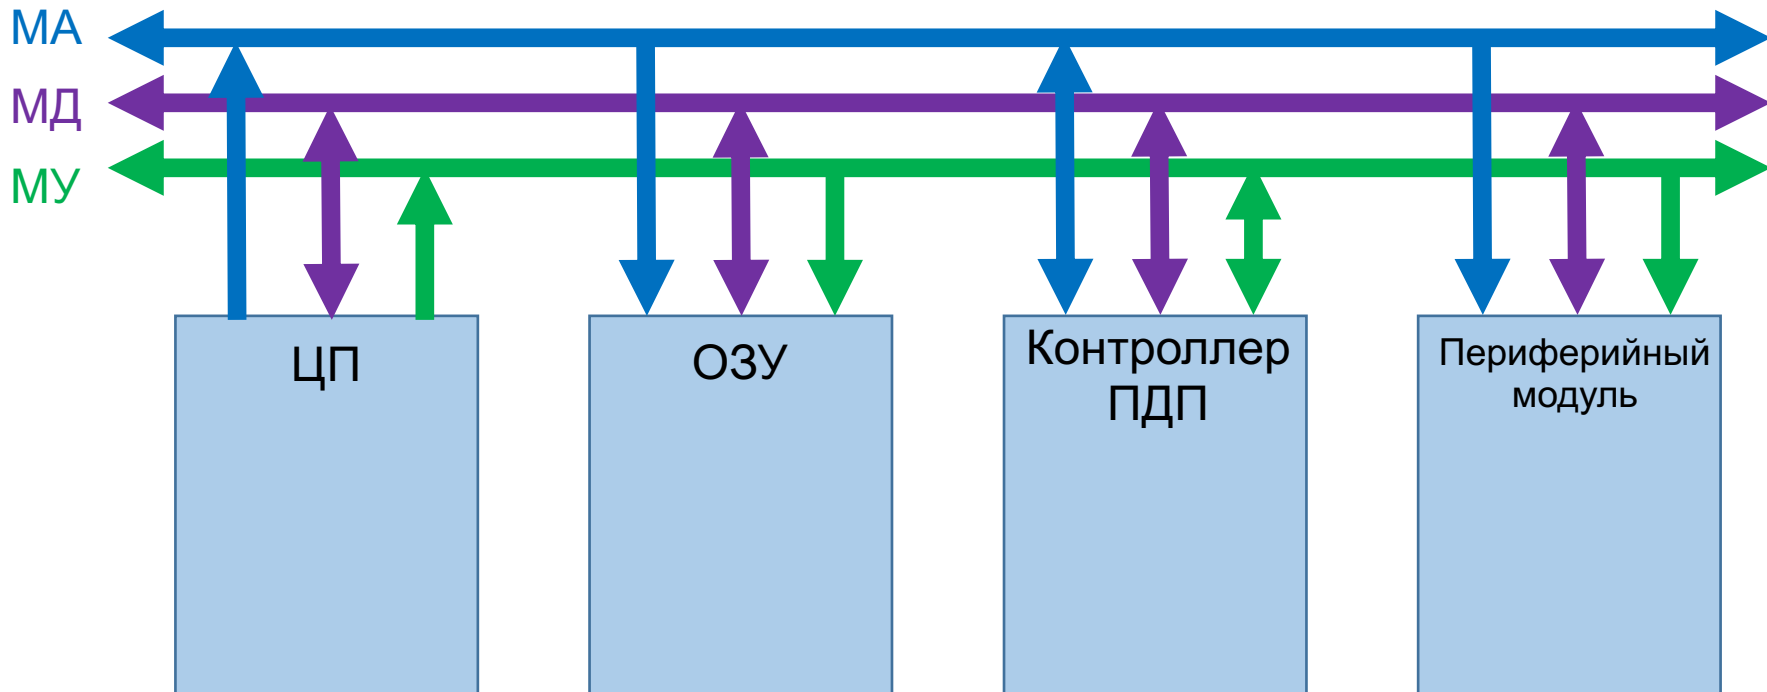 МА
МД
МУ
ЦП
ОЗУ
Контроллер
ПДП
Периферийный
модуль